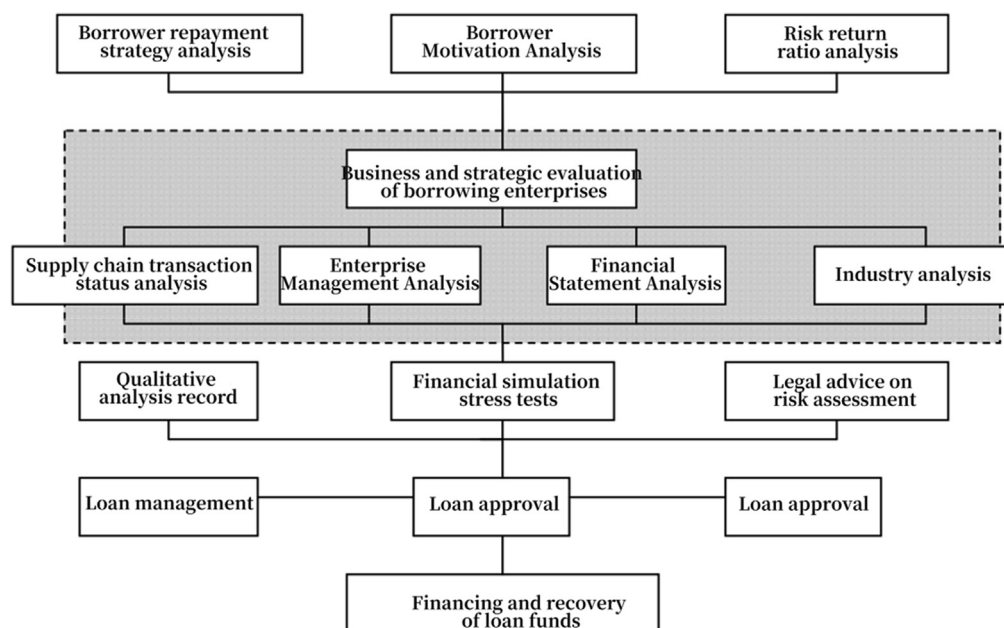 Borrower repayment
strategy analysis
Borrower
Motivation Analysis
Risk return
ratio analysis
Business and strategic evaluation
of borrowing enterprises
Supply chain transaction
status analysis
Enterprise
Management Analysis
Financial
Statement Analysis
Industry analysis
Qualitative
analysis record
Financial simulation
stress tests
Legal advice on
risk assessment
Loan management
Loan approval
Loan approval
Financing and recovery
of loan funds